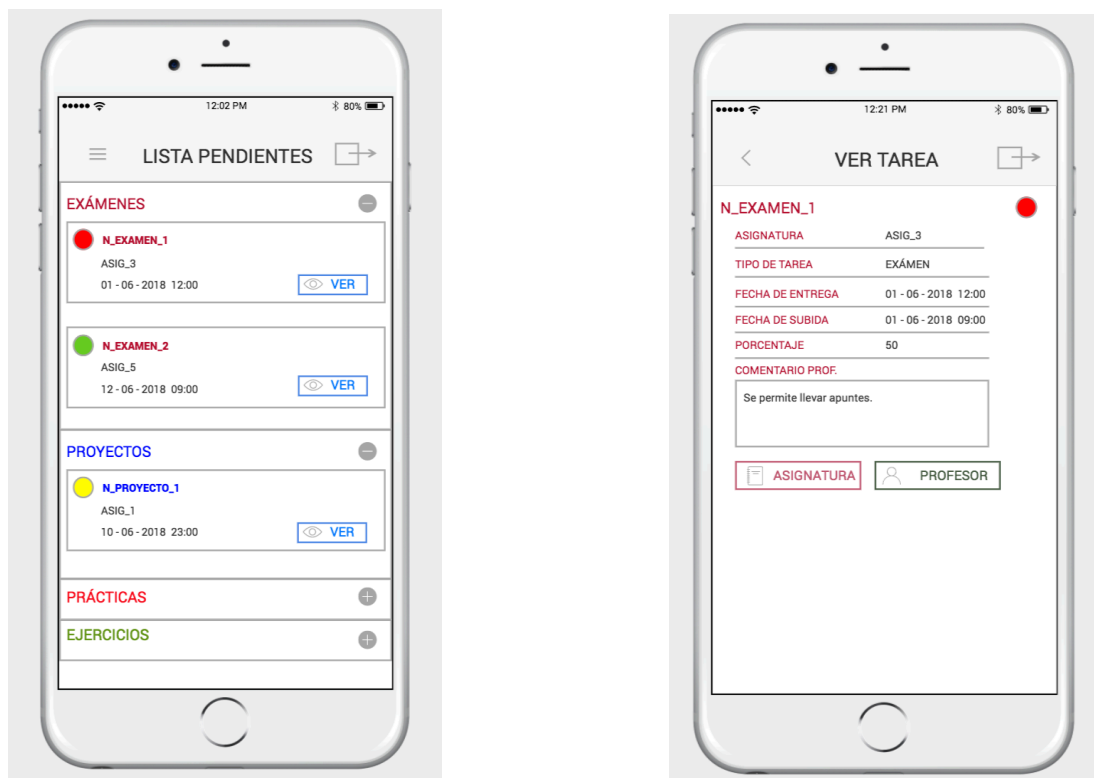 12:02 PM 80%
LISTA PENDIENTES
EXÁMENES
N_EXAMEN_1
ASIG_3
01 - 06 - 2018 12:00 VER
N_EXAMEN_2
ASIG_5
12 - 06 - 2018 09:00 VER
PROYECTOS
N_PROYECTO_1
ASIG_1
10 - 06 - 2018 23:00 VER
PRÁCTICAS
EJERCICIOS
12:21 PM 80%
VER TAREA
N_EXAMEN_1
ASIGNATURA ASIG_3
TIPO DE TAREA EXÁMEN
FECHA DE ENTREGA 01 - 06 - 2018 12:00
FECHA DE SUBIDA 01 - 06 - 2018 09:00
PORCENTAJE 50
COMENTARIO PROF.
Se permite llevar apuntes.
ASIGNATURA PROFESOR